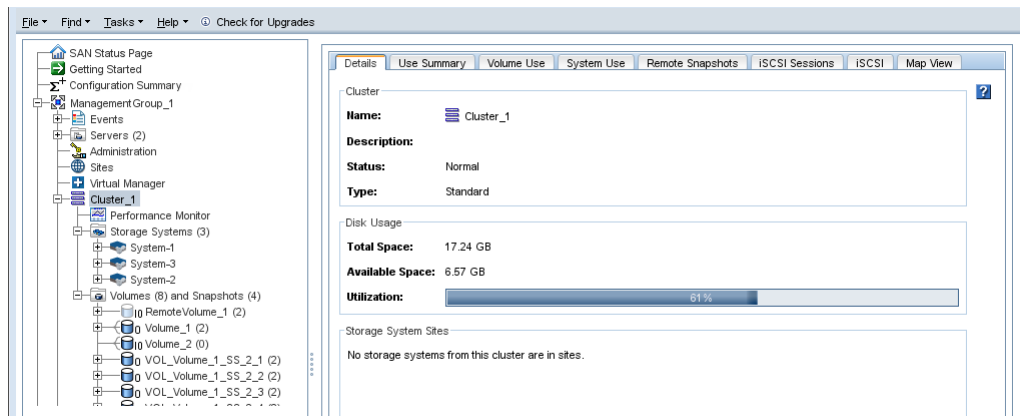 File Find Tasks Help Check for Upgrades
SAN Status Page
Getting Started
Configuration Summary
ManagementGroup_1
Events
Servers (2)
Administration
Sites
Virtual Manager
Cluster_1
Performance Monitor
Storage Systems (3)
System-1
System-3
System-2
Volumes (8) and Snapshots (4)
RemoteVolume_1 (2)
Volume_1 (2)
Volume_2 (0)
VOL_Volume_1_SS_2_1 (2)
VOL_Volume_1_SS_2_2 (2)
VOL_Volume_1_SS_2_3 (2)
Details Use Summary Volume Use System Use Remote Snapshots iSCSI Sessions iSCSI Map View
Cluster
?
Name: Cluster_1
Description:
Status: Normal
Type: Standard
Disk Usage
Total Space: 17.24 GB
Available Space: 6.57 GB
Utilization: 61%
Storage System Sites
No storage systems from this cluster are in sites.